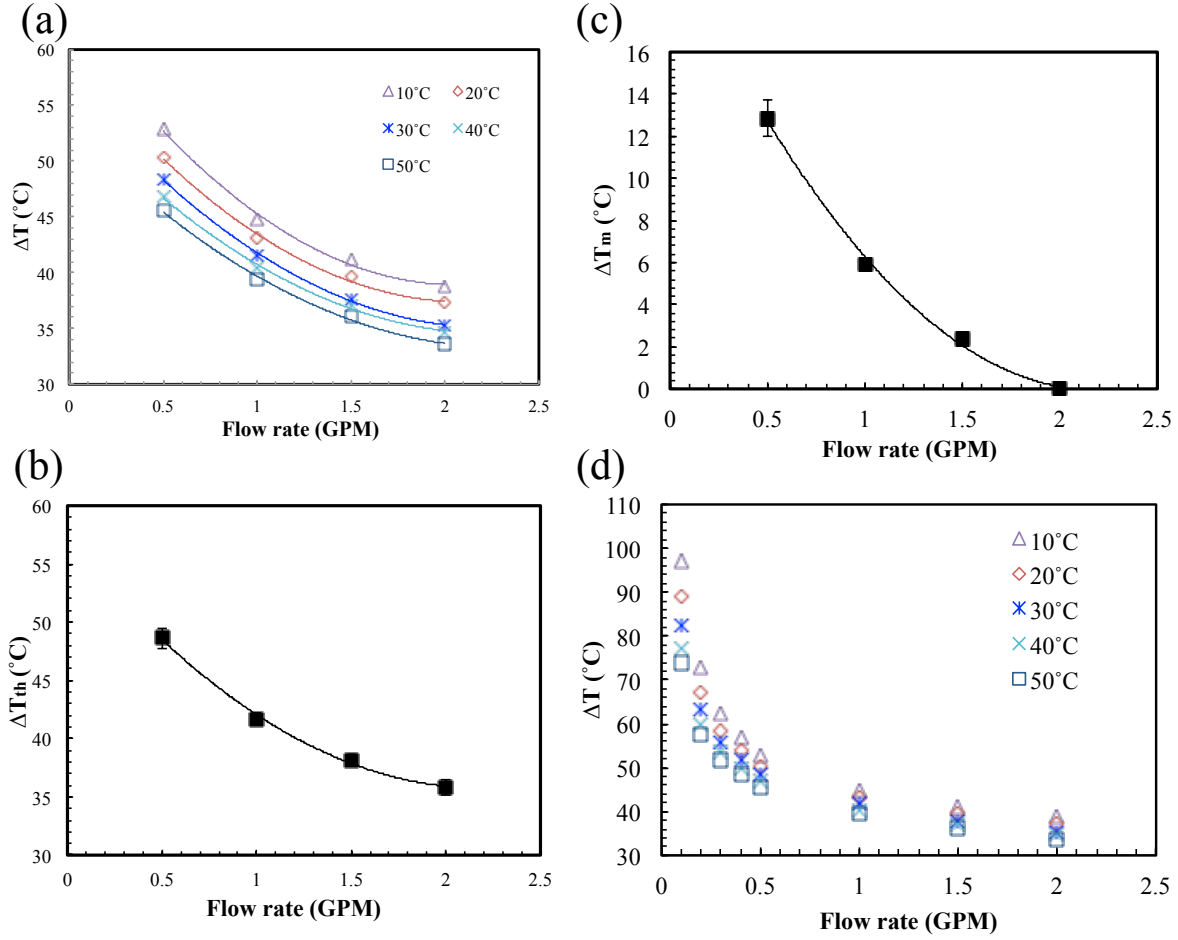 (a)
60
55
50
45
40
35
30
ΔT (˚C)
10˚C
20˚C
30˚C
40˚C
50˚C
0
0.5
1
1.5
2
2.5
Flow rate (GPM)
(c)
16
14
12
10
8
6
4
2
0
ΔTm (˚C)
0
0.5
1
1.5
2
2.5
Flow rate (GPM)
(b)
60
55
50
45
40
35
30
ΔTth (˚C)
0
0.5
1
1.5
2
2.5
Flow rate (GPM)
(d)
110
100
90
80
70
60
50
40
30
ΔT (˚C)
10˚C
20˚C
30˚C
40˚C
50˚C
0
0.5
1
1.5
2
2.5
Flow rate (GPM)